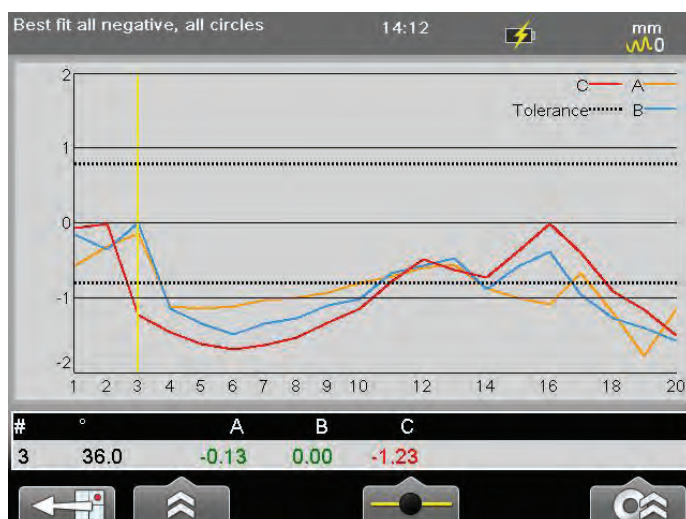 Best fit all negative, all circles 14:12 mm
0
2
C A
Tolerance B
1
0
-1
-2
1 2 3 4 5 6 7 8 9 10 12 14 16 18 20
# ° A B C
3 36.0 -0.13 0.00 -1.23